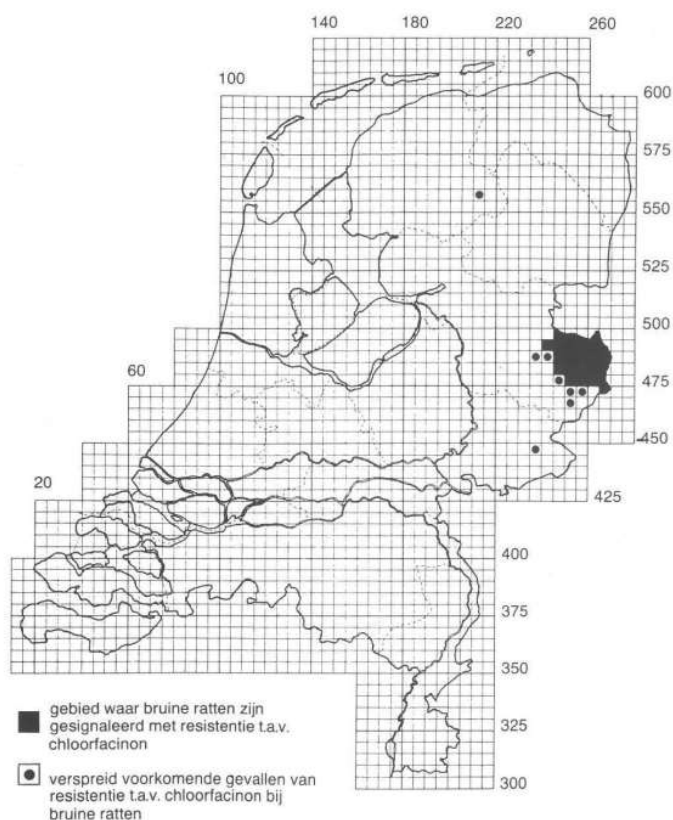 140 180 220 260
100
600
575
550
525
500
60
475
450
20
425
400
375
350
gebied waar bruine ratten zijn
gesignaleerd met resistentie t.a.v.
chloorfacinon
325
verspreid voorkomende gevallen van
resistentie t.a.v. chloorfacinon bij
bruine ratten
300